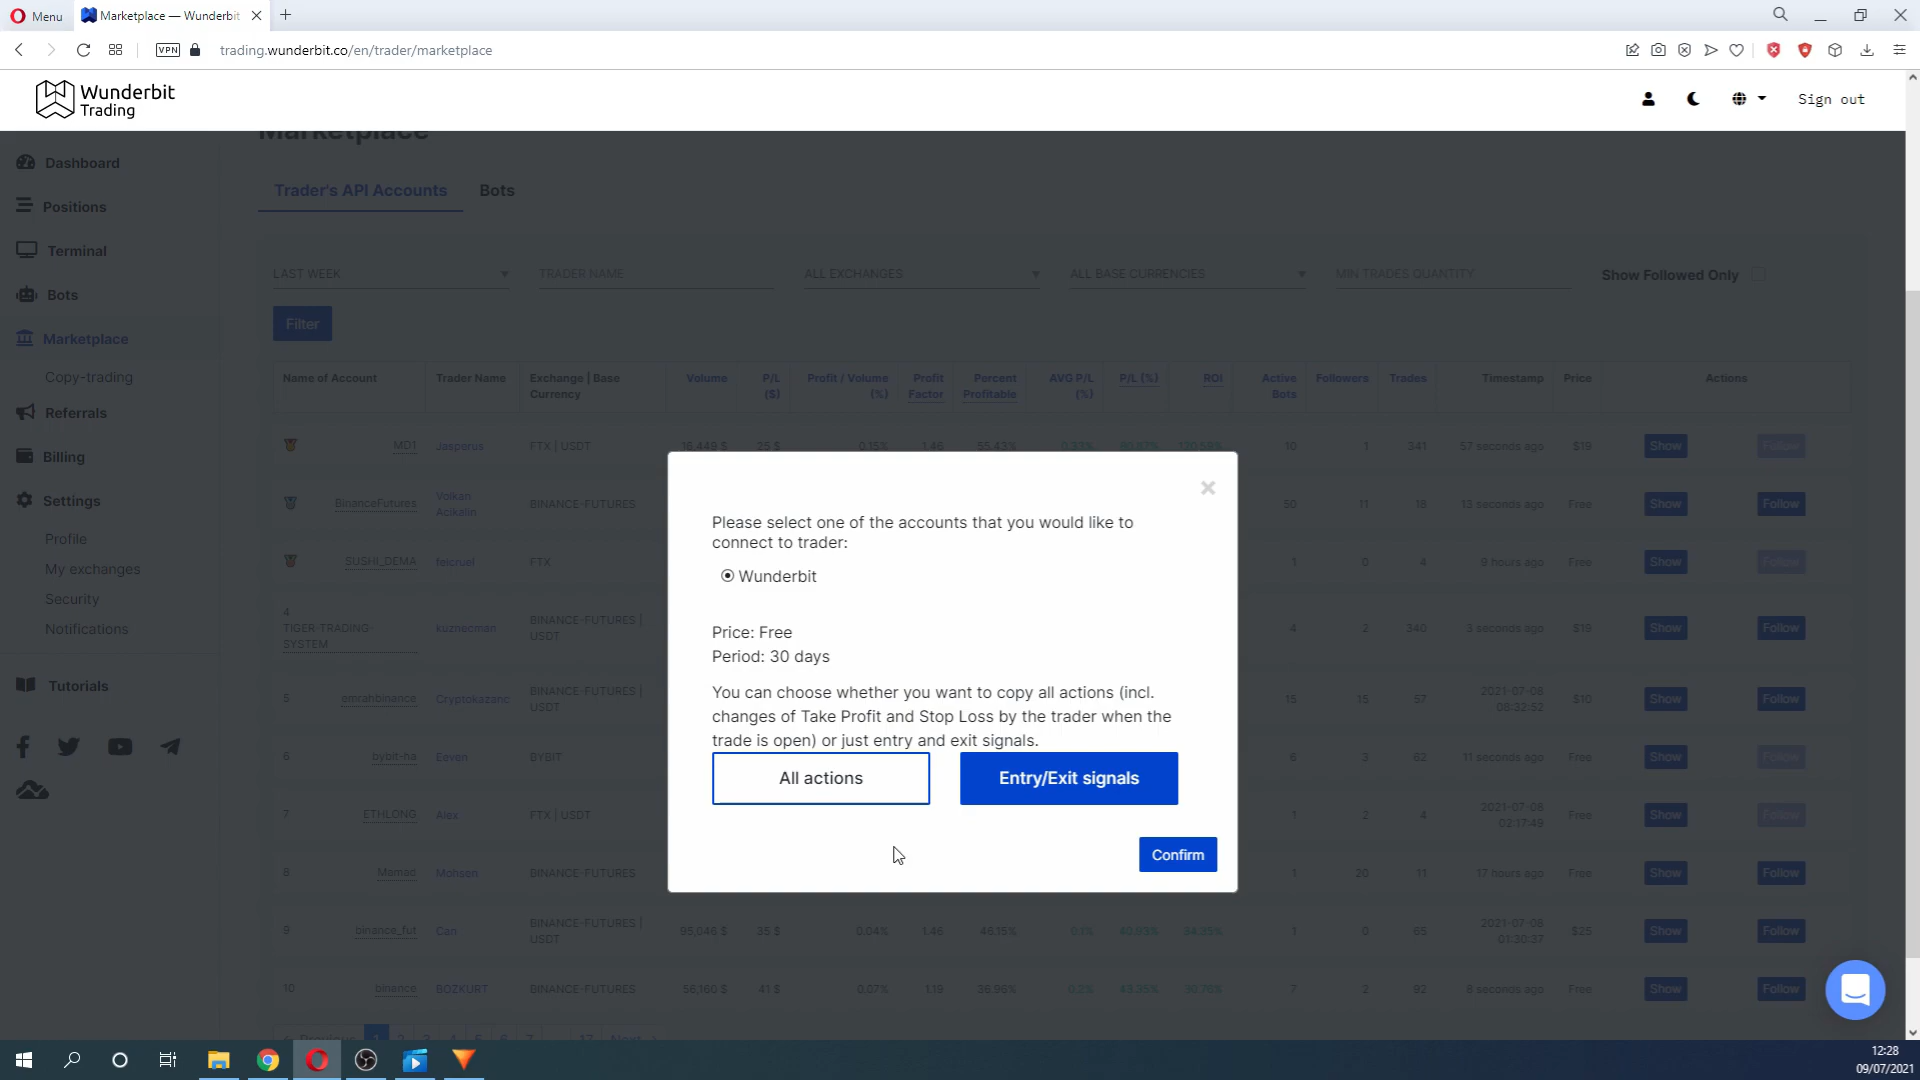 Menu
Marketplace — Wunderbit
VPN
trading.wunderbit.co/en/trader/marketplace
Wunderbit
Trading
Sign out
Marketplace
Dashboard
Positions
Terminal
Bots
Marketplace
Copy-trading
Referrals
Billing
Settings
Profile
My exchanges
Security
Notifications
Tutorials
Trader's API Accounts Bots
LAST WEEK TRADER NAME ALL EXCHANGES ALL BASE CURRENCIES MIN TRADES QUANTITY Show Followed Only
Filter
Name of Account Trader Name Exchange | Base Currency Volume P/L ($) Profit / Volume (%) Profit Factor Percent Profitable AVG P/L (%) P/L (%) ROI Active Bots Followers Trades Timestamp Price Actions
MD1 Jasperus FTX | USDT 16,449 $ 25 $ 0.15% 1.46 55.43% 0.33% 10 1 341 57 seconds ago $19 Show Follow
BinanceFutures Volkan Acikelin BINANCE-FUTURES 50 11 18 13 seconds ago Free Show Follow
SUSHI_DEMA felcniel FTX 1 0 4 9 hours ago Free Show Follow
4 TIGER-TRADING-SYSTEM kuznecman BINANCE-FUTURES | USDT 4 2 340 3 seconds ago $15 Show Follow
5 emrahbinance Cryptokazanc BINANCE-FUTURES | USDT 15 15 57 2021-07-08 08:32:52 $10 Show Follow
6 bybit-ha Eeven BYBIT 6 3 62 11 seconds ago Free Show Follow
7 ETHLONG Alex FTX | USDT 1 2 4 2021-07-08 02:17:49 Free Show Follow
8 Mamad Mohsen BINANCE-FUTURES 1 20 11 17 hours ago Free Show Follow
9 binance_fut Can BINANCE-FUTURES | USDT 95,046 $ 35 $ 0.04% 1.46 46.15% 0.1% 1 0 65 2021-07-08 01:30:37 $25 Show Follow
10 binance BOZKURT BINANCE-FUTURES 56,160 $ 41 $ 0.07% 1.19 36.96% 0.2% 43.35% 7 2 92 8 seconds ago Free Show Follow
Please select one of the accounts that you would like to
connect to trader:
Wunderbit
Price: Free
Period: 30 days
You can choose whether you want to copy all actions (incl.
changes of Take Profit and Stop Loss by the trader when the
trade is open) or just entry and exit signals.
All actions Entry/Exit signals
Confirm
12:28
09/07/2021